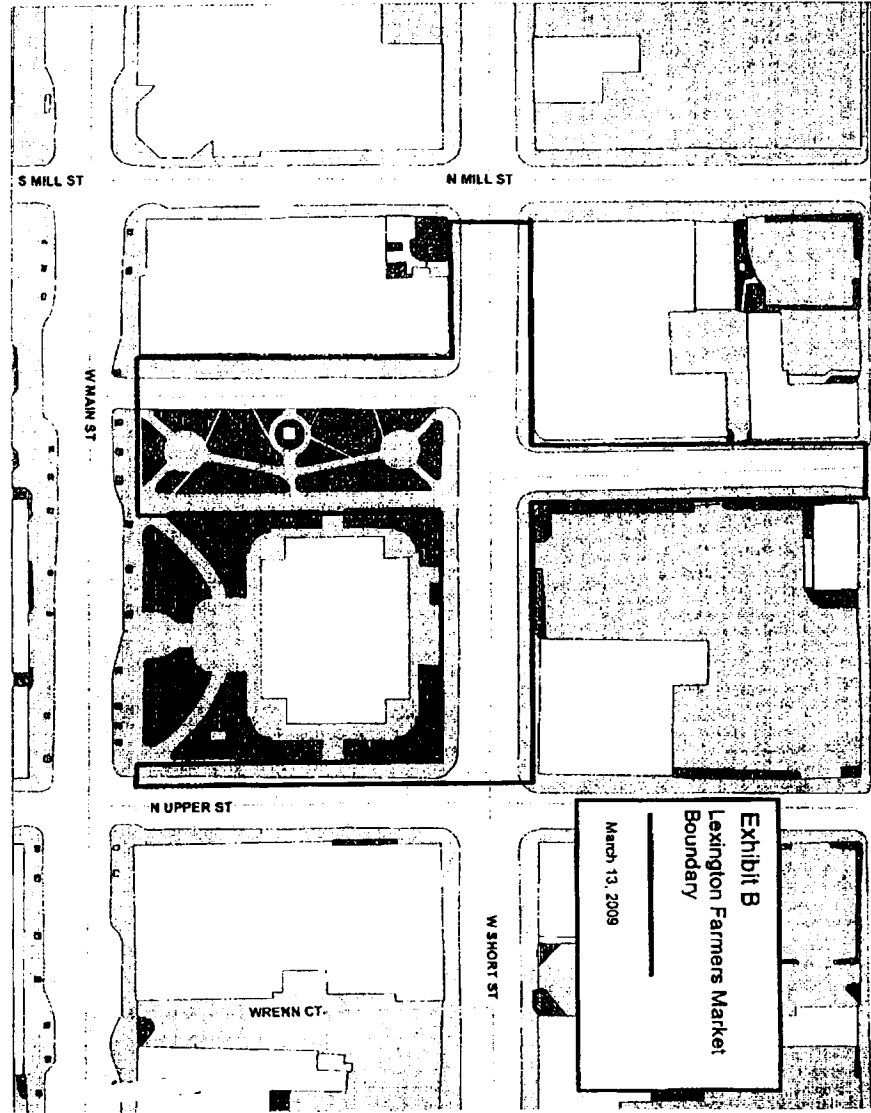 S MILL ST
N MILL ST
W MAIN ST
N UPPER ST
W SHORT ST
WRENN CT
Exhibit B
Lexington Farmers Market
Boundary
March 13, 2009